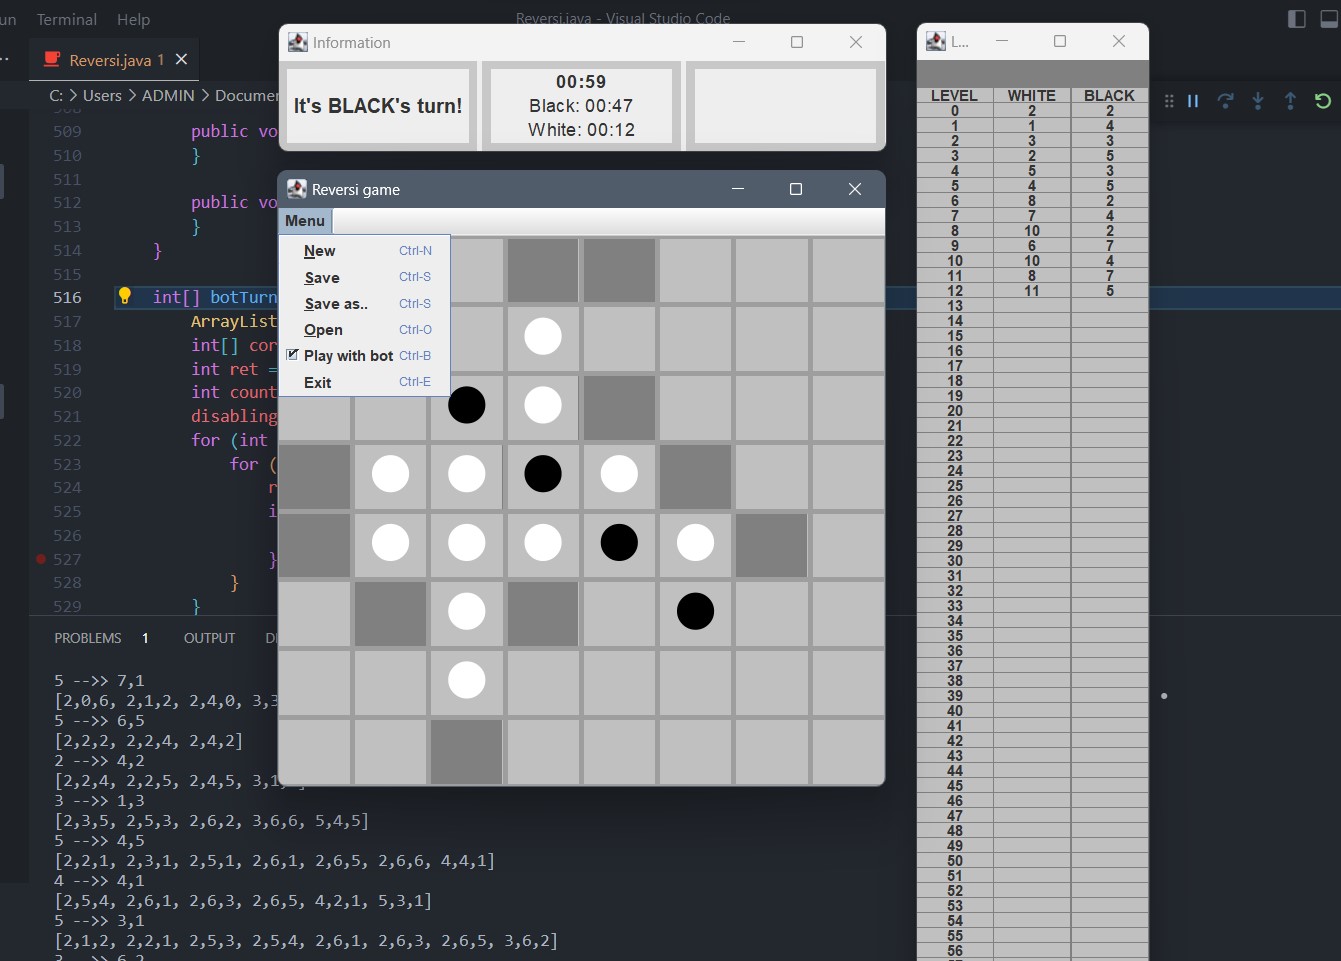 un Terminal Help
Reversi.java - Visual Studio Code
Reversi.java 1
C: > Users > ADMIN > Documen
509 public vo
510 }
511
512 public vo
513 }
514 }
515
516 int[] botTurn
517 ArrayList
518 int[] cor
519 int ret =
520 int count
521 disabling
522 for (int
523 for (
524 r
525 i
526
527 }
528 }
529 }
PROBLEMS 1 OUTPUT
5 -->> 7,1
[2,0,6, 2,1,2, 2,4,0, 3,3
5 -->> 6,5
[2,2,2, 2,2,4, 2,4,2]
2 -->> 4,2
[2,2,4, 2,2,5, 2,4,5, 3,1
3 -->> 1,3
[2,3,5, 2,5,3, 2,6,2, 3,6,6, 5,4,5]
5 -->> 4,5
[2,2,1, 2,3,1, 2,5,1, 2,6,1, 2,6,5, 2,6,6, 4,4,1]
4 -->> 4,1
[2,5,4, 2,6,1, 2,6,3, 2,6,5, 4,2,1, 5,3,1]
5 -->> 3,1
[2,1,2, 2,2,1, 2,5,3, 2,5,4, 2,6,1, 2,6,3, 2,6,5, 3,6,2]
3 -->> 6,2
Information
It's BLACK's turn!
00:59
Black: 00:47
White: 00:12
Reversi game
Menu
New Ctrl-N
Save Ctrl-S
Save as.. Ctrl-S
Open Ctrl-O
Play with bot Ctrl-B
Exit Ctrl-E
L...
LEVEL WHITE BLACK
0 2 2
1 1 4
2 3 3
3 2 5
4 5 3
5 4 5
6 8 2
7 7 4
8 10 2
9 6 7
10 10 4
11 8 7
12 11 5
13
14
15
16
17
18
19
20
21
22
23
24
25
26
27
28
29
30
31
32
33
34
35
36
37
38
39
40
41
42
43
44
45
46
47
48
49
50
51
52
53
54
55
56